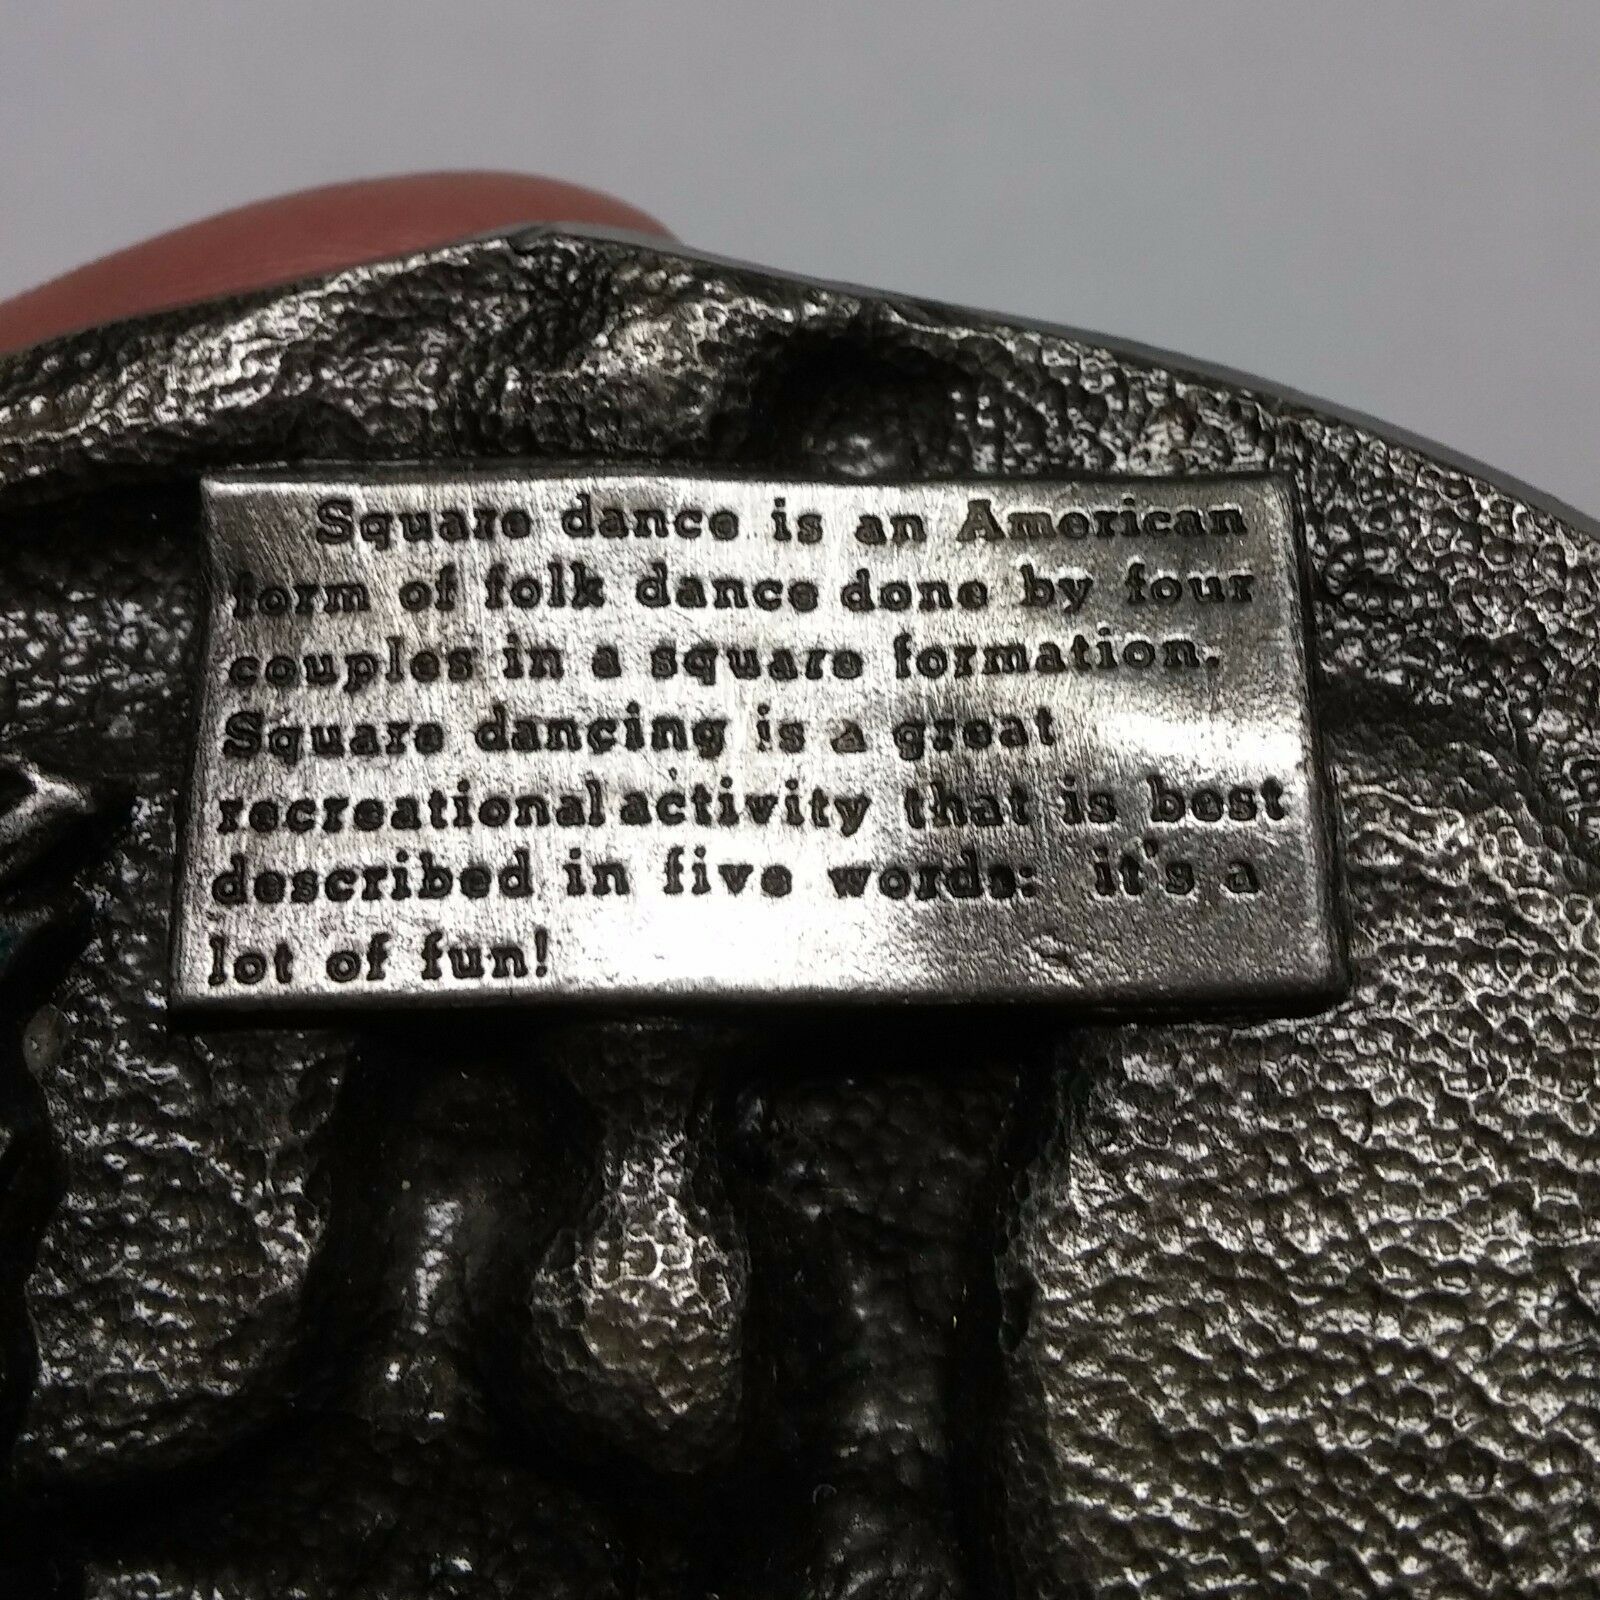 Square dance is an American
form of folk dance done by four
couples in a square formation.
Square dancing is a great
recreational activity that is best
described in five words: it's a
lot of fun!